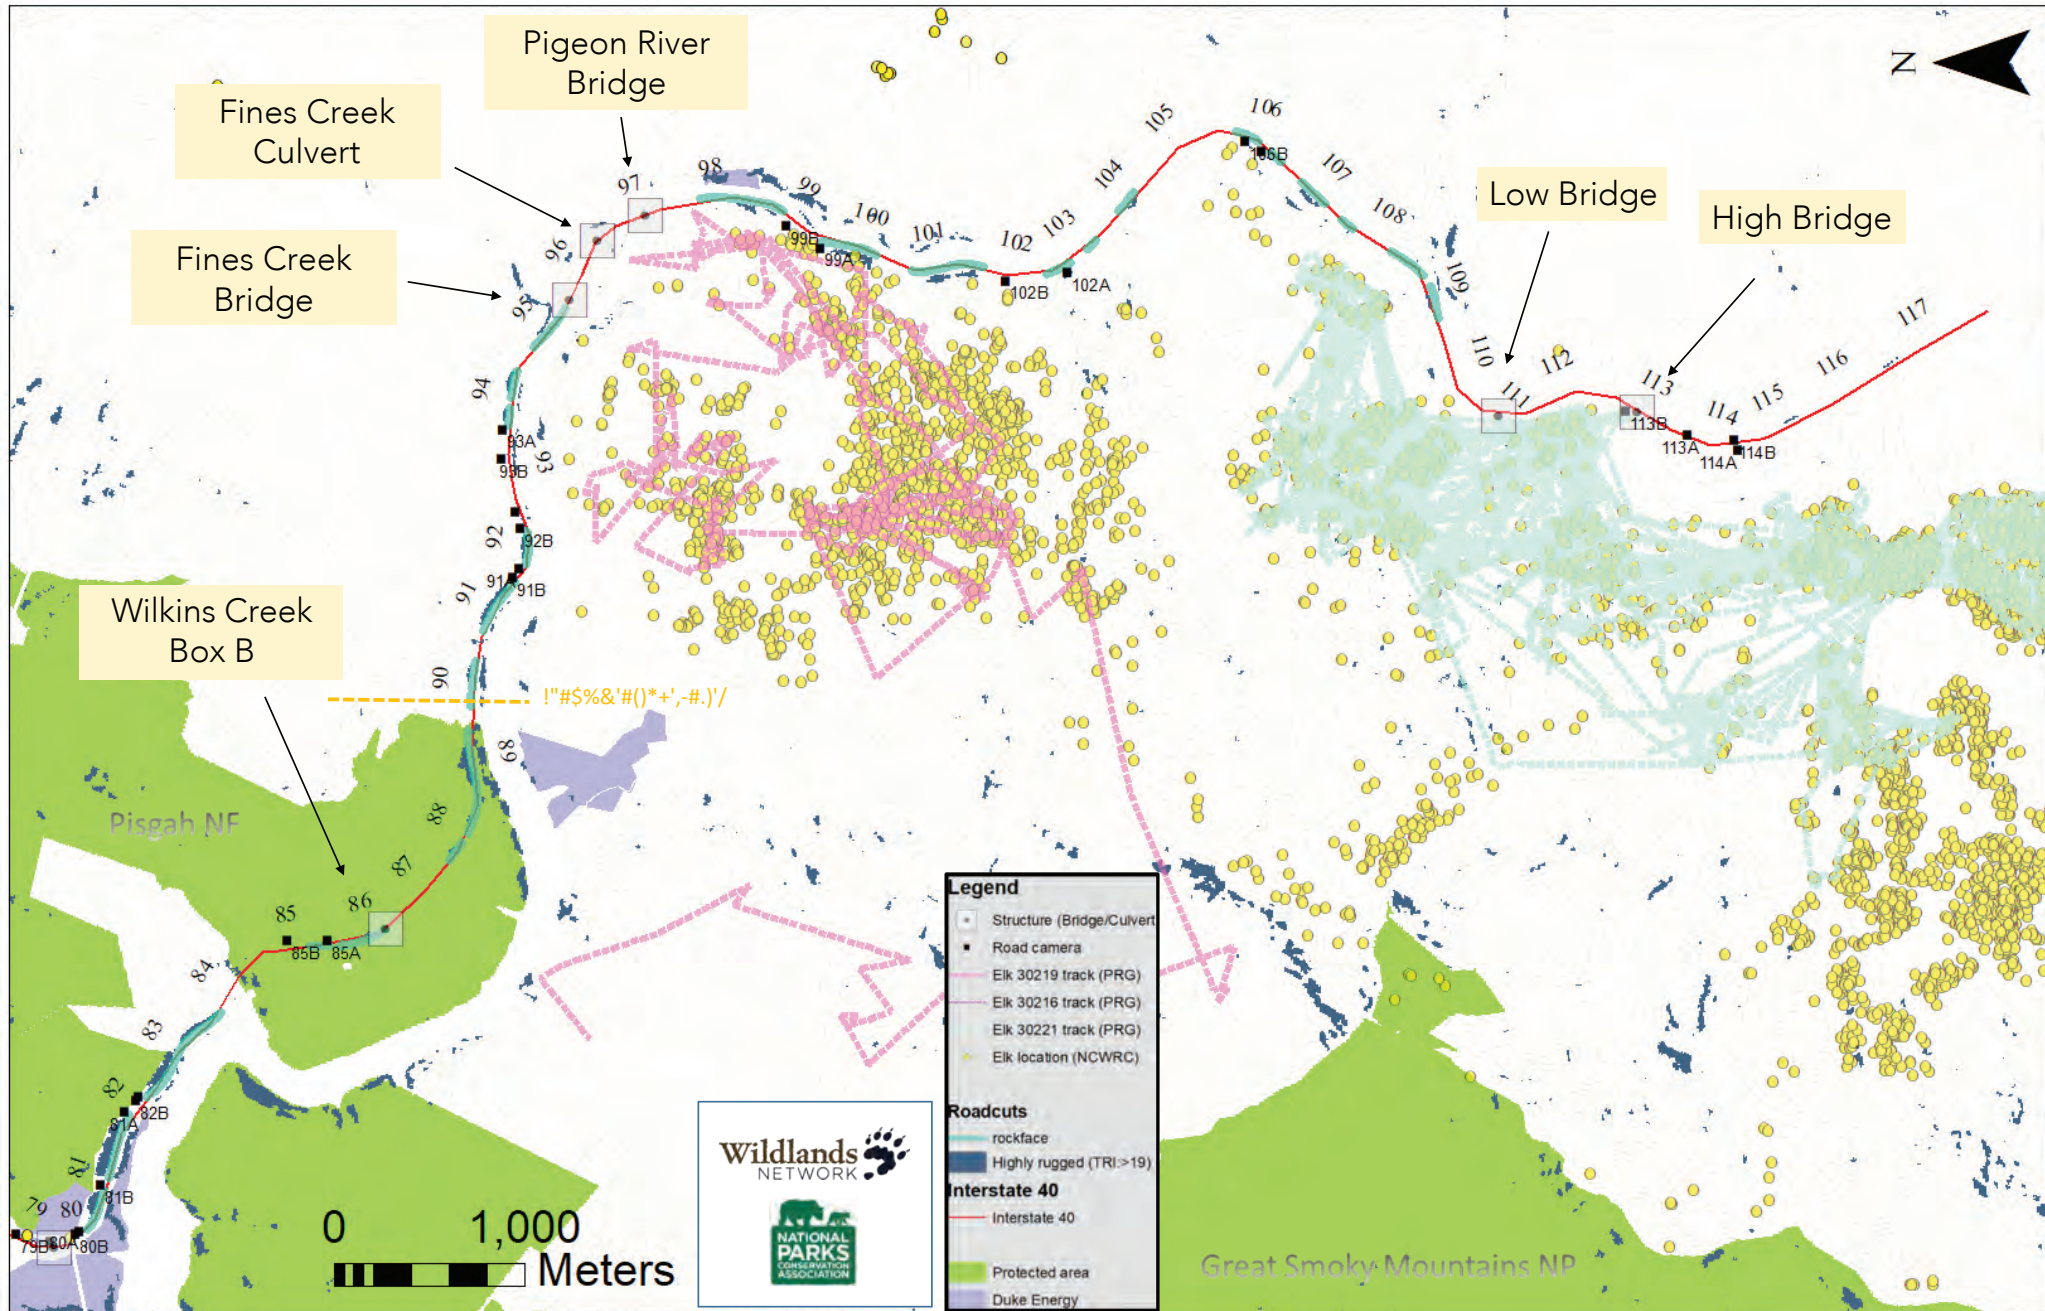 Pigeon River
Bridge
Fines Creek
Culvert
Fines Creek
Bridge
Wilkins Creek
Box B
Low Bridge
High Bridge
N
106
105
106B
107
104
108
103
102
101
100
99
98
97
96
95
94
93
92
91
90
89
88
87
86
85
84
83
82
81
80
79
109
110
111
112
113
114
115
116
117
99B
99A
102B
102A
93A
93B
92B
91A
91B
113B
113A
114A
114B
85B
85A
82B
81A
81B
79B
80A
80B
!"#$%&'#()*+',-#.)'/
Pisgah NF
Great Smoky Mountains NP
Legend
Structure (Bridge/Culvert
Road camera
Elk 30219 track (PRG)
Elk 30216 track (PRG)
Elk 30221 track (PRG)
Elk location (NCWRC)
Roadcuts
rockface
Highly rugged (TRI:>19)
Interstate 40
Interstate 40
Protected area
Duke Energy
Wildlands
NETWORK
NATIONAL
PARKS
CONSERVATION
ASSOCIATION
0 1,000
Meters